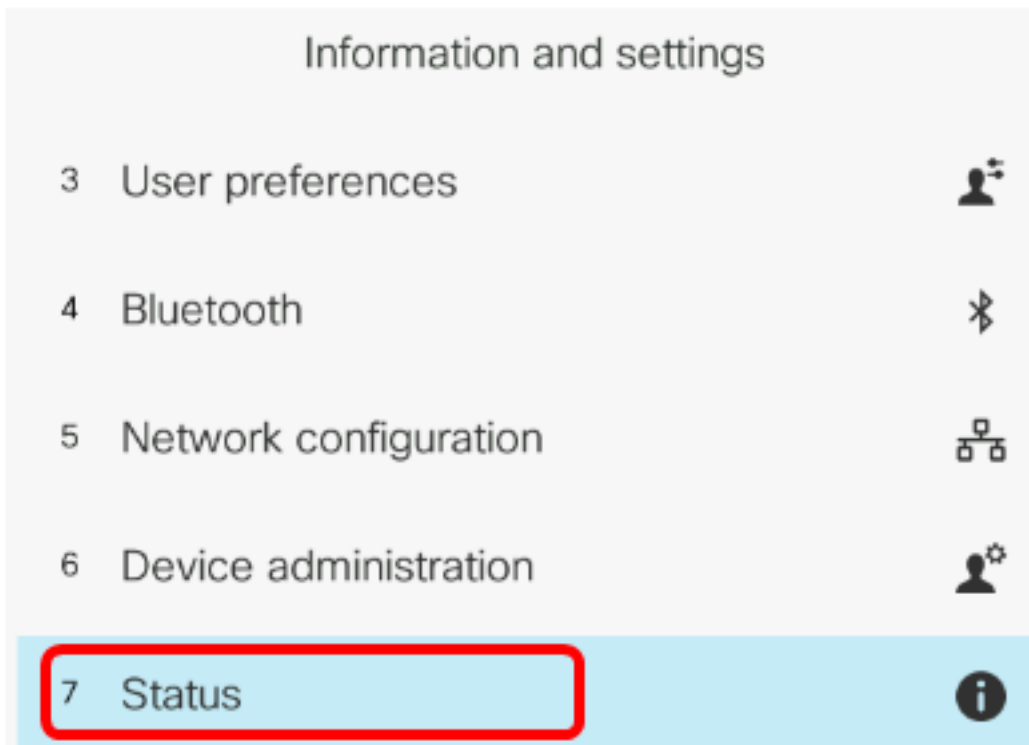 Information and settings
3 User preferences
4 Bluetooth
5 Network configuration
6 Device administration
7 Status